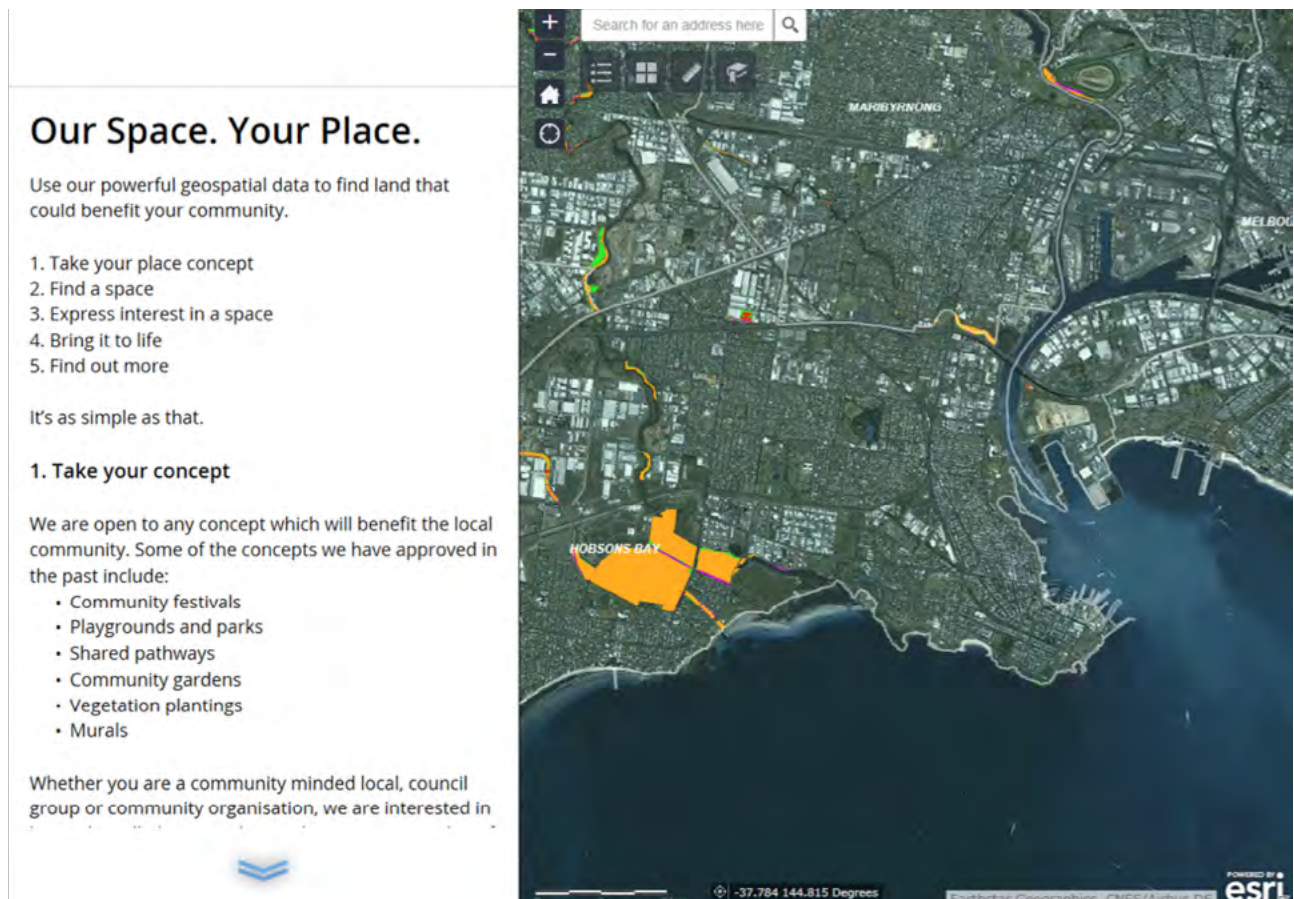 Our Space. Your Place.
Use our powerful geospatial data to find land that
could benefit your community.
1. Take your place concept
2. Find a space
3. Express interest in a space
4. Bring it to life
5. Find out more
It's as simple as that.
1. Take your concept
We are open to any concept which will benefit the local
community. Some of the concepts we have approved in
the past include:
• Community festivals
• Playgrounds and parks
• Shared pathways
• Community gardens
• Vegetation plantings
• Murals
Whether you are a community minded local, council
group or community organisation, we are interested in
+
Search for an address here
−
MARIBYRNONG
MELBOU
HOBSONS BAY
-37.784 144.815 Degrees
Earthstar Geographics, CNES/Airbus DS
POWERED BY
esri